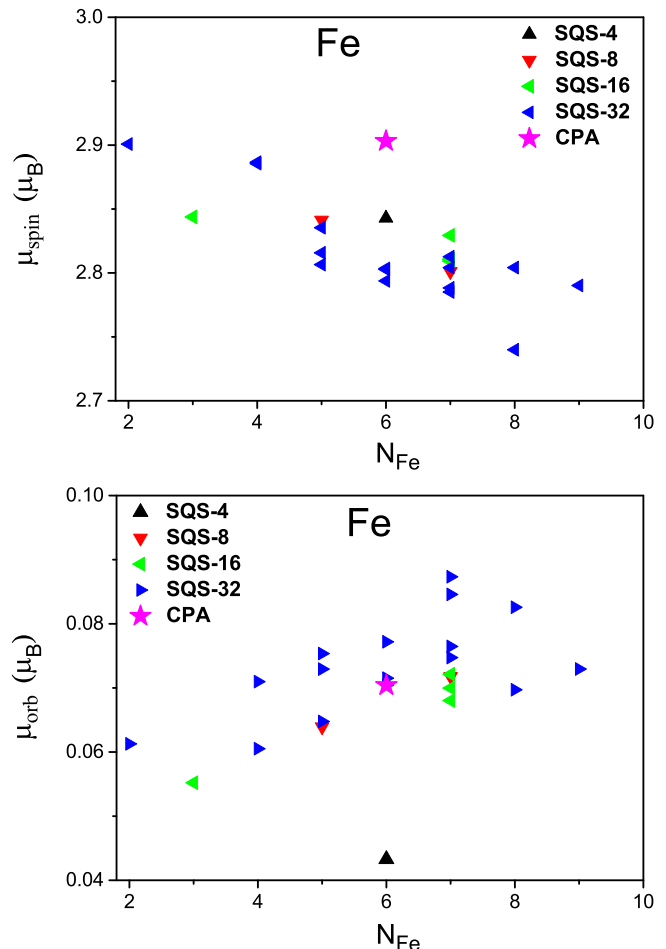 3.0
Fe
SQS-4
SQS-8
SQS-16
SQS-32
CPA
2.9
μspin (μB)
2.8
2.7
2 4 6 8 10
NFe
0.10
SQS-4
Fe
SQS-8
SQS-16
SQS-32
CPA
0.08
μorb (μB)
0.06
0.04
2 4 6 8 10
NFe